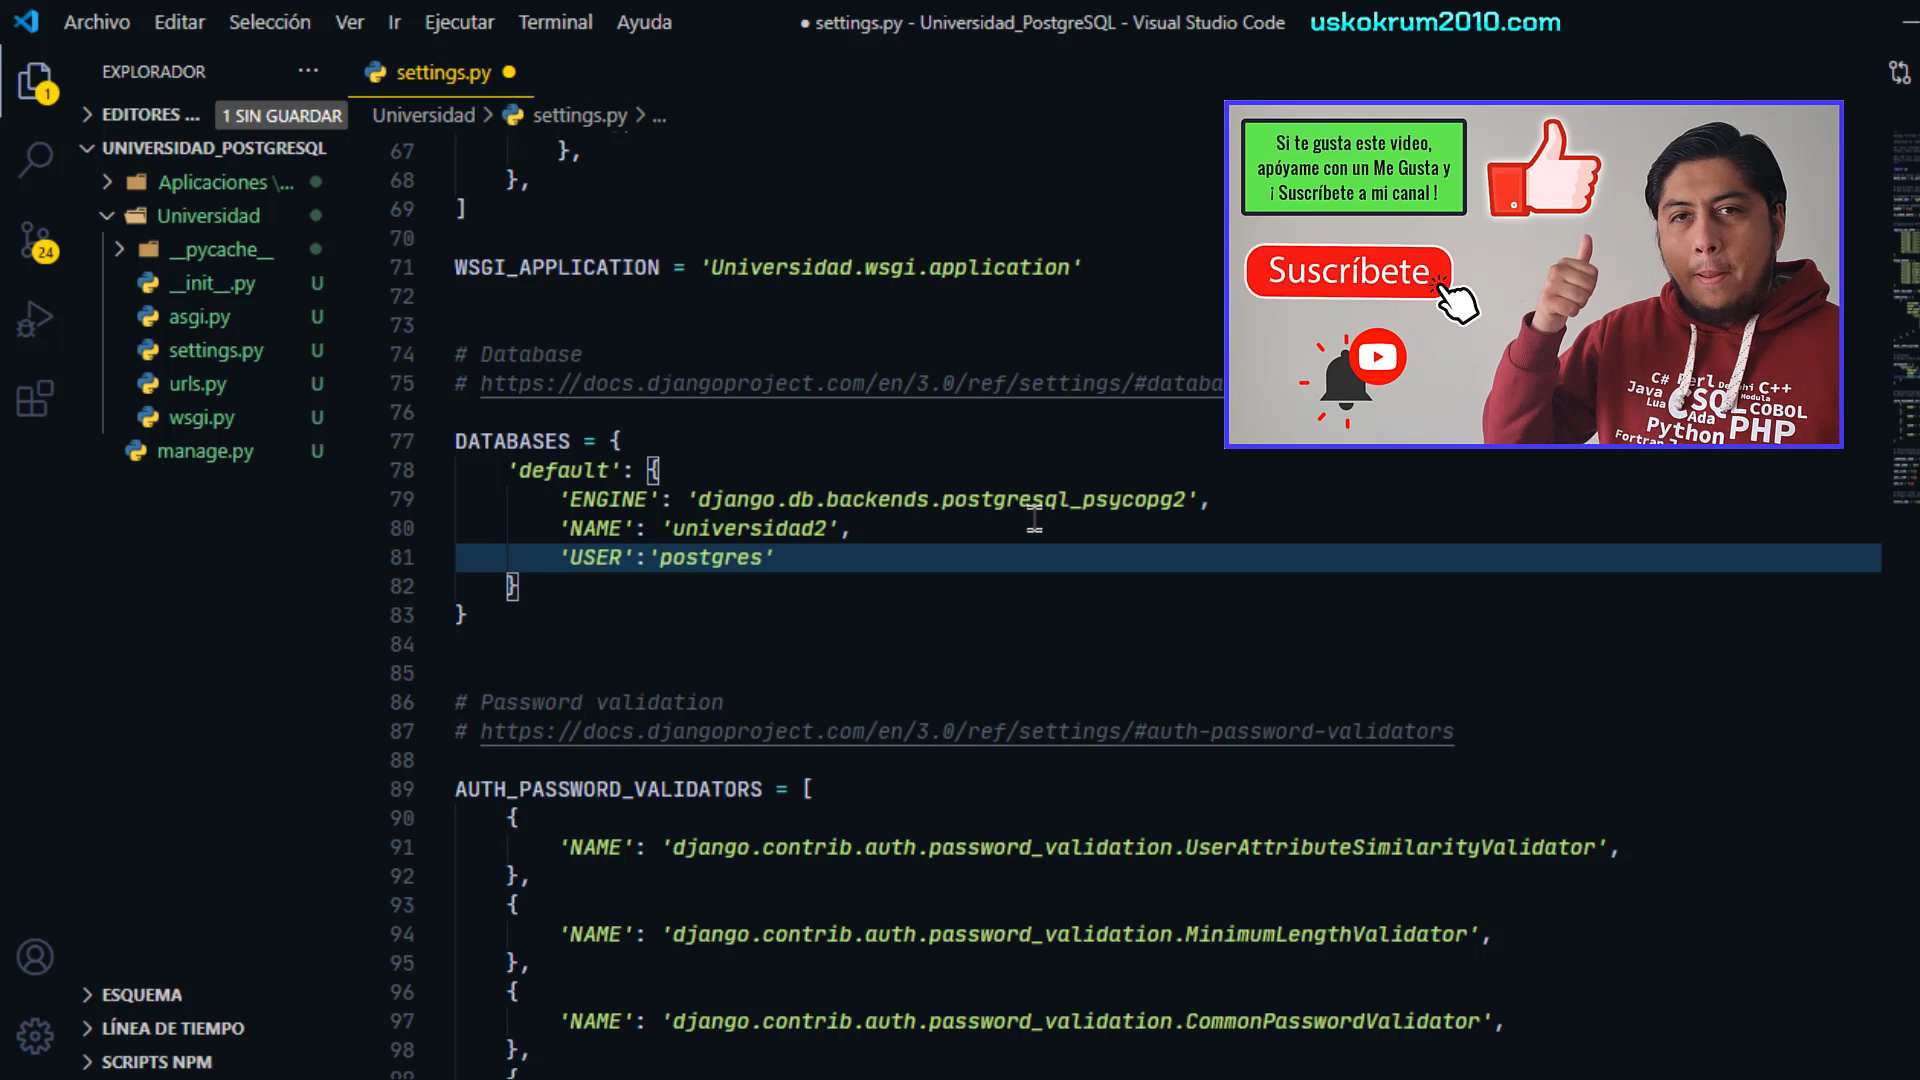 Archivo Editar Selección Ver Ir Ejecutar Terminal Ayuda
● settings.py - Universidad_PostgreSQL - Visual Studio Code
uskokrum2010.com
EXPLORADOR ...
settings.py
EDITORES ... 1 SIN GUARDAR
Universidad > settings.py > ...
UNIVERSIDAD_POSTGRESQL
Aplicaciones \...
Universidad
__pycache__
__init__.py U
asgi.py U
settings.py U
urls.py U
wsgi.py U
manage.py U
1
24
ESQUEMA
LÍNEA DE TIEMPO
SCRIPTS NPM
67 },
68 },
69 ]
70
71 WSGI_APPLICATION = 'Universidad.wsgi.application'
72
73
74 # Database
75 # https://docs.djangoproject.com/en/3.0/ref/settings/#databa
76
77 DATABASES = {
78 'default': {
79 'ENGINE': 'django.db.backends.postgresql_psycopg2',
80 'NAME': 'universidad2',
81 'USER':'postgres'
82 }
83 }
84
85
86 # Password validation
87 # https://docs.djangoproject.com/en/3.0/ref/settings/#auth-password-validators
88
89 AUTH_PASSWORD_VALIDATORS = [
90 {
91 'NAME': 'django.contrib.auth.password_validation.UserAttributeSimilarityValidator',
92 },
93 {
94 'NAME': 'django.contrib.auth.password_validation.MinimumLengthValidator',
95 },
96 {
97 'NAME': 'django.contrib.auth.password_validation.CommonPasswordValidator',
98 },
99 {
Si te gusta este video,
apóyame con un Me Gusta y
¡ Suscríbete a mi canal !
Suscríbete
C# Perl Delphi C++
Java Lua CSQL Modula
Ada COBOL
Python PHP
Fortran